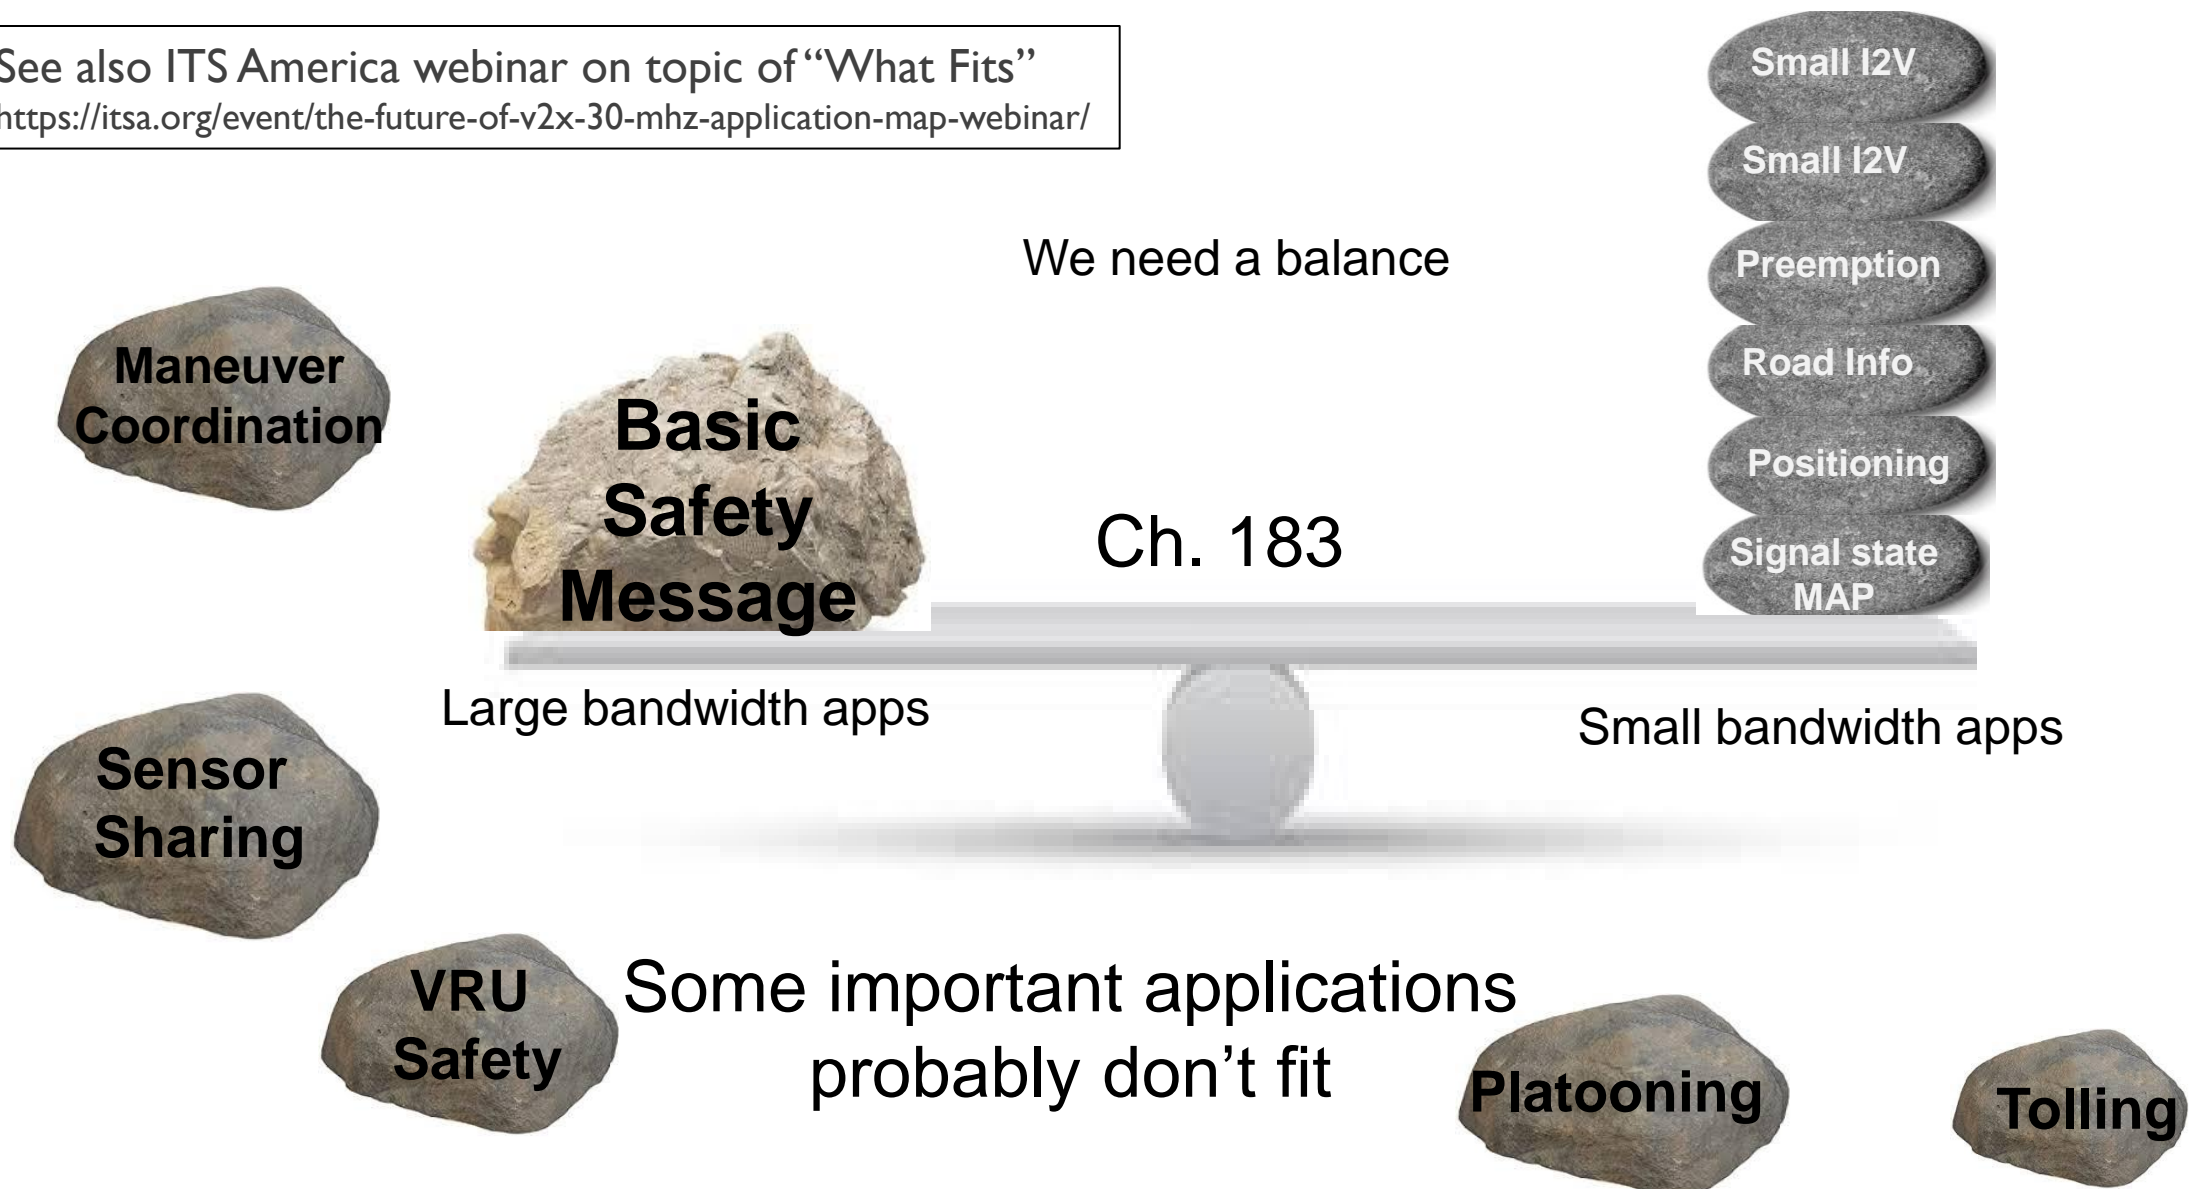 See also ITS America webinar on topic of “What Fits”
https://itsa.org/event/the-future-of-v2x-30-mhz-application-map-webinar/
Small I2V
Small I2V
Preemption
Road Info
Positioning
Signal state
MAP
We need a balance
Maneuver
Coordination
Basic
Safety
Message
Ch. 183
Large bandwidth apps
Small bandwidth apps
Sensor
Sharing
VRU
Safety
Some important applications
probably don’t fit
Platooning
Tolling